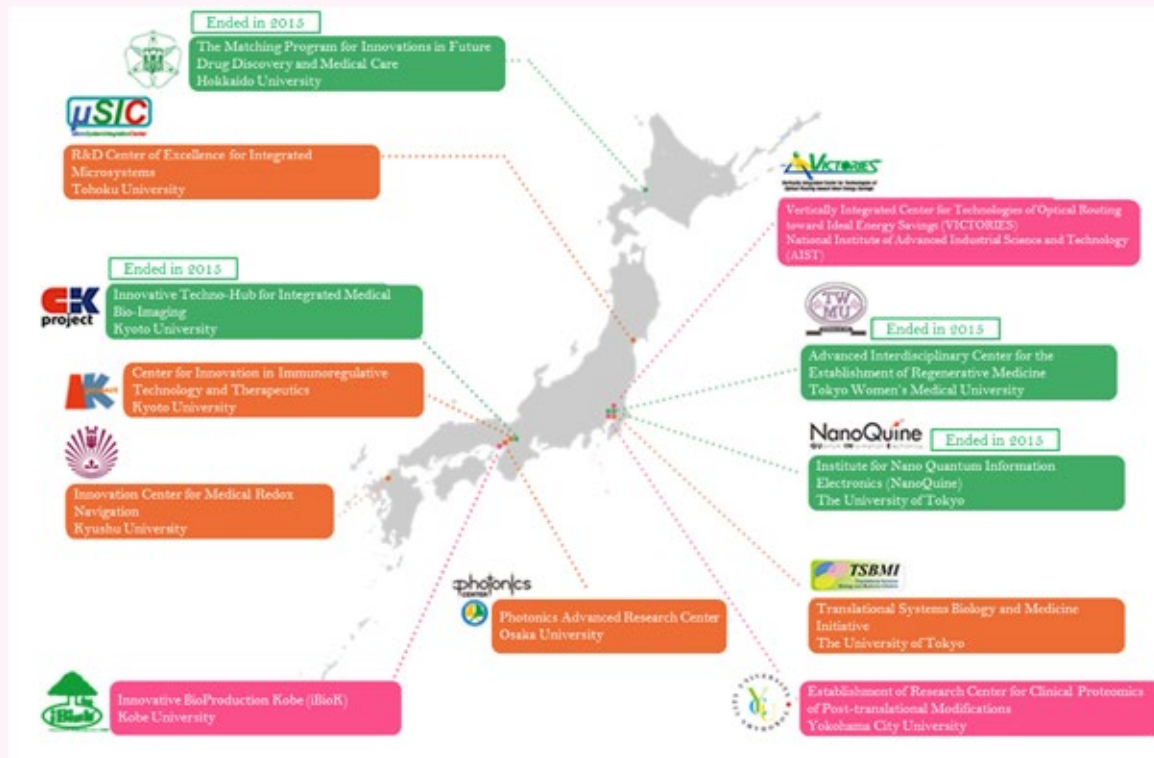 Ended in 2015
The Matching Program for Innovations in Future
Drug Discovery and Medical Care
Hokkaido University
μSIC
R&D Center of Excellence for Integrated
Microsystems
Tohoku University
VICTORIES
Vertically Integrated Center for Technologies of Optical Routing
toward Ideal Energy Savings (VICTORIES)
National Institute of Advanced Industrial Science and Technology
(AIST)
Ended in 2015
CK
project
Innovative Techno-Hub for Integrated Medical
Bio-Imaging
Kyoto University
TWMU
Ended in 2015
Advanced Interdisciplinary Center for the
Establishment of Regenerative Medicine
Tokyo Women's Medical University
AK
Center for Innovation in Immunoregulative
Technology and Therapeutics
Kyoto University
NanoQuine
Ended in 2015
Institute for Nano Quantum Information
Electronics (NanoQuine)
The University of Tokyo
Innovation Center for Medical Redox
Navigation
Kyushu University
photonics
CENTER
Photonics Advanced Research Center
Osaka University
TSBMI
Translational Systems Biology and Medicine
Initiative
The University of Tokyo
iBioK
Innovative BioProduction Kobe (iBioK)
Kobe University
YCU
YOKOHAMA CITY UNIVERSITY
Establishment of Research Center for Clinical Proteomics
of Post-translational Modifications
Yokohama City University